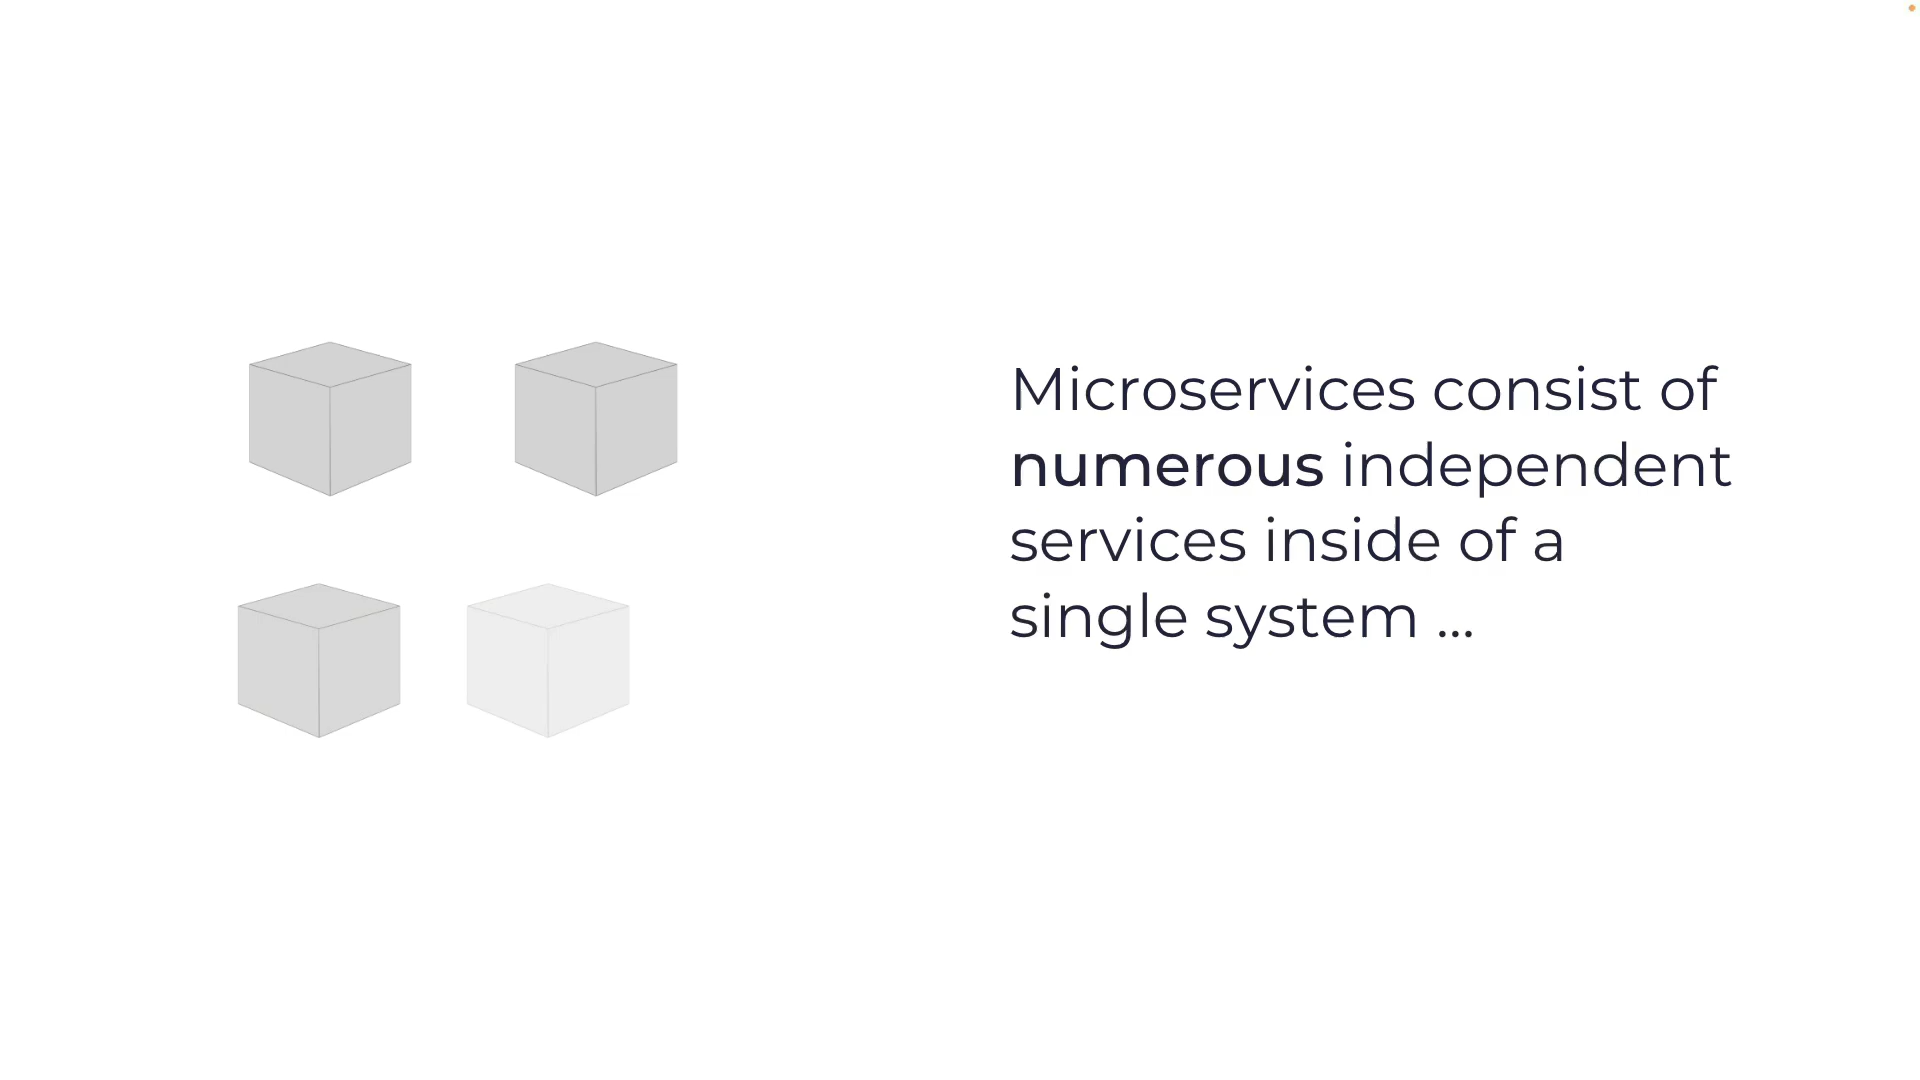 Microservices consist of
numerous independent
services inside of a
single system ...